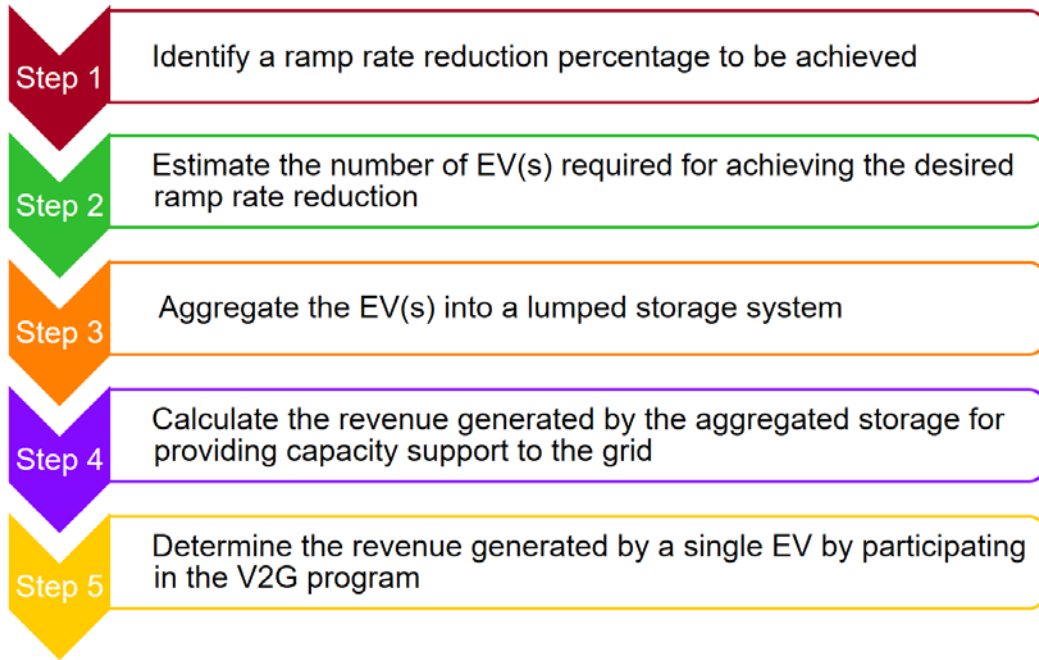 Step 1
Identify a ramp rate reduction percentage to be achieved
Step 2
Estimate the number of EV(s) required for achieving the desired
ramp rate reduction
Step 3
Aggregate the EV(s) into a lumped storage system
Step 4
Calculate the revenue generated by the aggregated storage for
providing capacity support to the grid
Step 5
Determine the revenue generated by a single EV by participating
in the V2G program